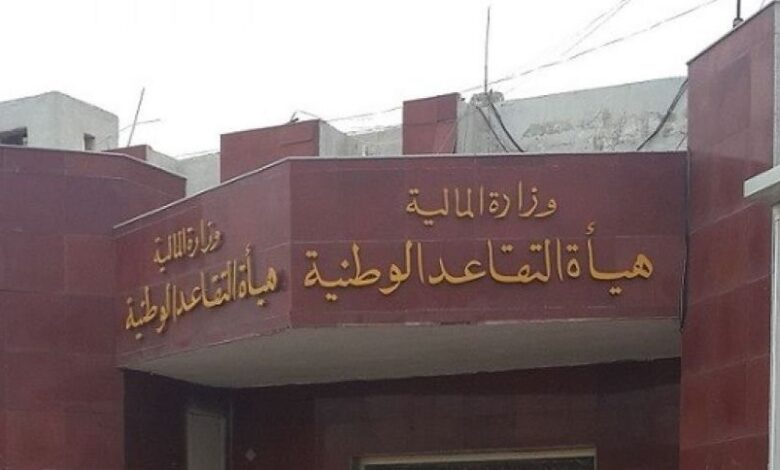 وزارة المالية
هيأة التقاعد الوطنية
وزارة المالية
هيأة التقاعد الوطنية